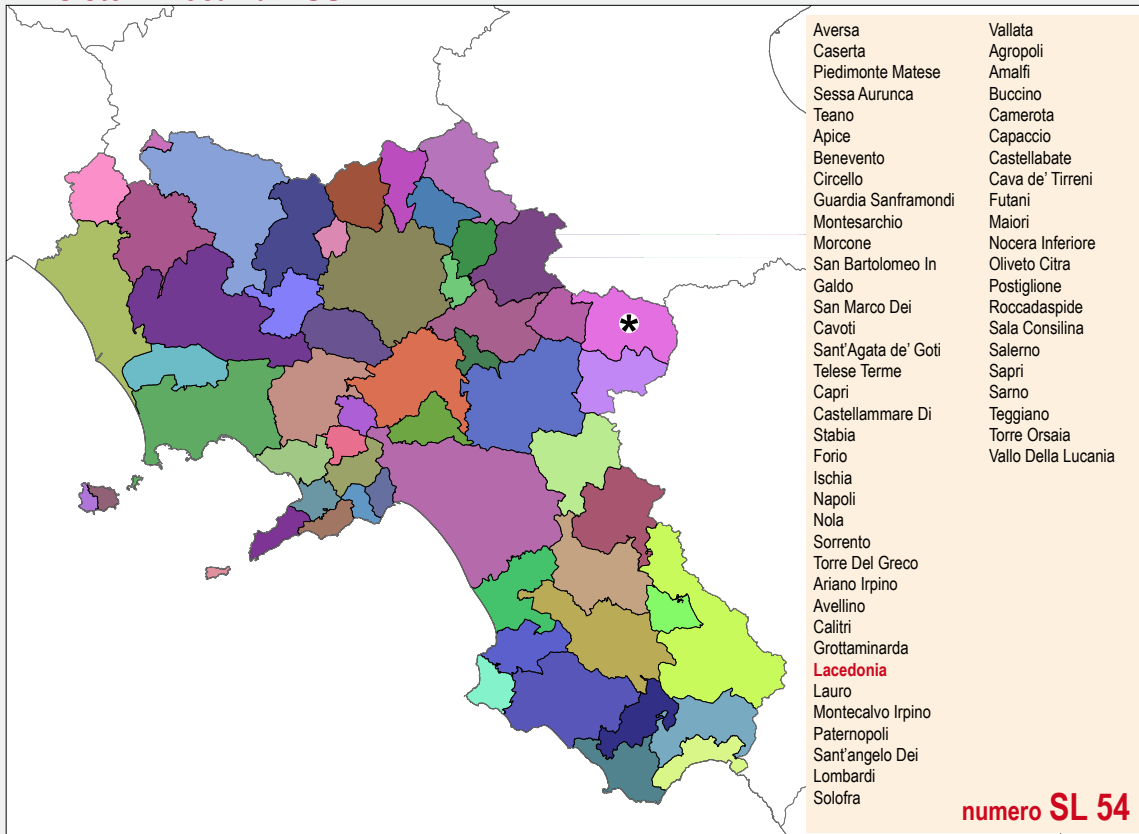 Aversa
Caserta
Piedimonte Matese
Sessa Aurunca
Teano
Apice
Benevento
Circello
Guardia Sanframondi
Montesarchio
Morcone
San Bartolomeo In
Galdo
San Marco Dei
Cavoti
Sant'Agata de' Goti
Telese Terme
Capri
Castellammare Di
Stabia
Forio
Ischia
Napoli
Nola
Sorrento
Torre Del Greco
Ariano Irpino
Avellino
Calitri
Grottaminarda
Lacedonia
Lauro
Montecalvo Irpino
Paternopoli
Sant'angelo Dei
Lombardi
Solofra
Vallata
Agropoli
Amalfi
Buccino
Camerota
Capaccio
Castellabate
Cava de' Tirreni
Futani
Maiori
Nocera Inferiore
Oliveto Citra
Postiglione
Roccadaspide
Sala Consilina
Salerno
Sapri
Sarno
Teggiano
Torre Orsaia
Vallo Della Lucania
*
numero SL 54